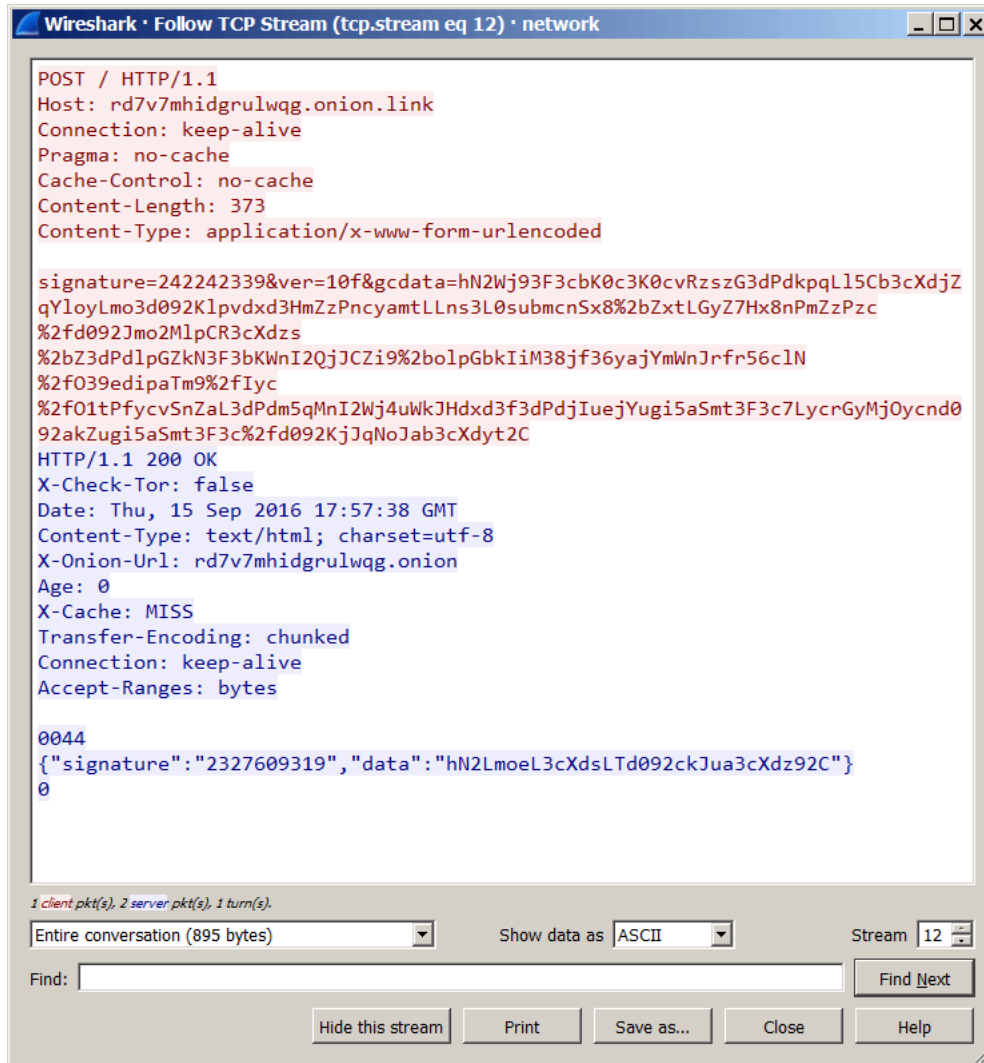 Wireshark · Follow TCP Stream (tcp.stream eq 12) · network
POST / HTTP/1.1
Host: rd7v7mhidgrulwqg.onion.link
Connection: keep-alive
Pragma: no-cache
Cache-Control: no-cache
Content-Length: 373
Content-Type: application/x-www-form-urlencoded
signature=242242339&ver=10f&gcdata=hN2Wj93F3cbK0c3K0cvRzszG3dPdkpqLl5Cb3cXdjZ
qYloyLmo3d092Klpvdxd3HmZzPncyamtLLns3L0submcnSx8%2bZxtLGyZ7Hx8nPmZzPzc
%2fd092Jmo2MlpCR3cXdzs
%2bZ3dPdlpGZkN3F3bKWnI2QjJCZi9%2bolpGbkIiM38jf36yajYmWnJrfr56clN
%2fO39edipaTm9%2fIyc
%2fO1tPfycvSnZaL3dPdm5qMnI2Wj4uWkJHdxd3f3dPdjIuejYugi5aSmt3F3c7LycrGyMjOycnd0
92akZugi5aSmt3F3c%2fd092KjJqNoJab3cXdyt2C
HTTP/1.1 200 OK
X-Check-Tor: false
Date: Thu, 15 Sep 2016 17:57:38 GMT
Content-Type: text/html; charset=utf-8
X-Onion-Url: rd7v7mhidgrulwqg.onion
Age: 0
X-Cache: MISS
Transfer-Encoding: chunked
Connection: keep-alive
Accept-Ranges: bytes
0044
{"signature":"2327609319","data":"hN2LmoeL3cXdsLTd092ckJua3cXdz92C"}
0
1 client pkt(s), 2 server pkt(s), 1 turn(s).
Entire conversation (895 bytes) Show data as ASCII Stream 12
Find: Find Next
Hide this stream Print Save as... Close Help